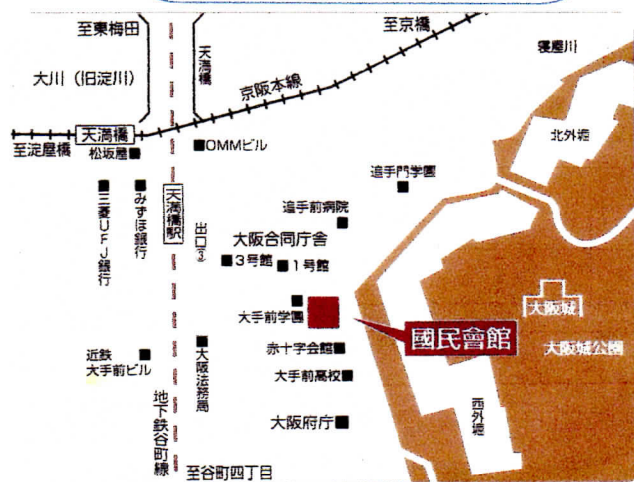 至東梅田
至京橋
寝屋川
天満橋
大川（旧淀川）
京阪本線
北外堀
天満橋
至淀屋橋
松坂屋
OMMビル
追手門学園
三菱UFJ銀行
みずほ銀行
天満橋駅
出口③
追手前病院
大阪合同庁舎
3号館
1号館
大手前学園
國民會館
大阪城
大阪城公園
近鉄
大手前ビル
大阪法務局
赤十字会館
大手前高校
西外堀
大阪府庁
地下鉄谷町線
至谷町四丁目